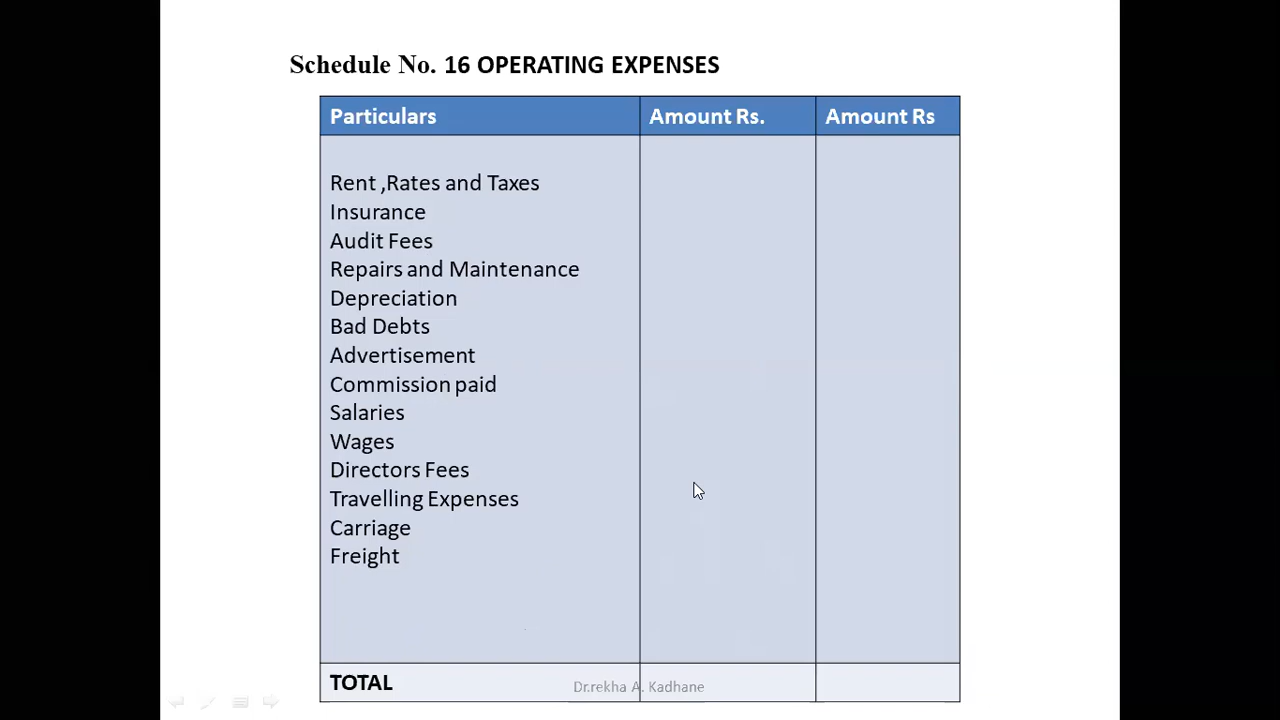 Schedule No. 16 OPERATING EXPENSES
Particulars Amount Rs. Amount Rs
Rent ,Rates and Taxes
Insurance
Audit Fees
Repairs and Maintenance
Depreciation
Bad Debts
Advertisement
Commission paid
Salaries
Wages
Directors Fees
Travelling Expenses
Carriage
Freight
TOTAL
Dr.rekha A. Kadhane